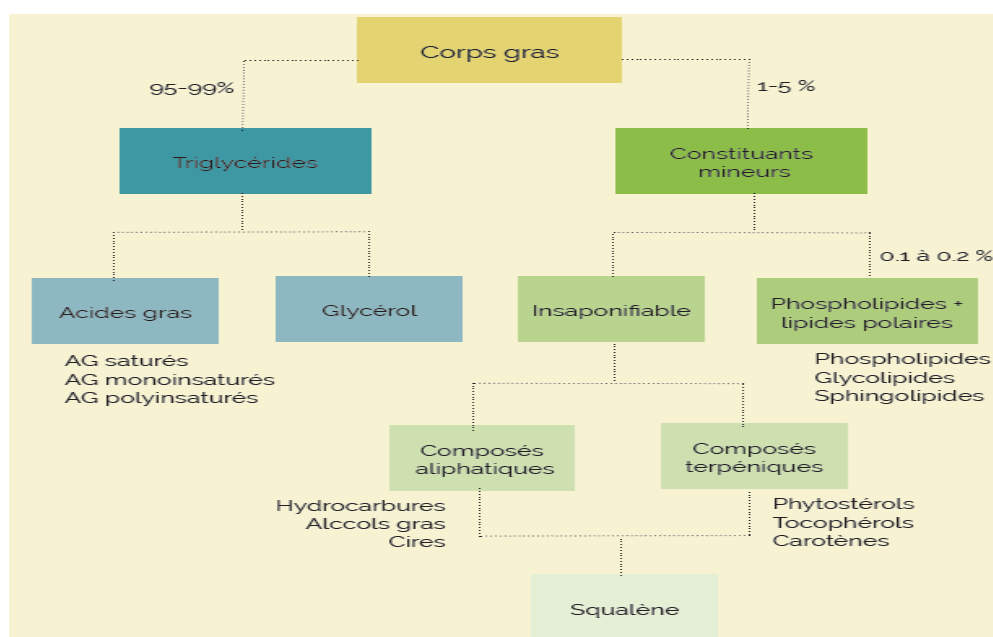 Corps gras
95-99%
1-5 %
Triglycérides
Constituants
mineurs
0.1 à 0.2 %
Acides gras
Glycérol
Insaponifiable
Phospholipides +
lipides polaires
AG saturés
AG monoinsaturés
AG polyinsaturés
Phospholipides
Glycolipides
Sphingolipides
Composés
aliphatiques
Composés
terpéniques
Hydrocarbures
Alccols gras
Cires
Phytostérols
Tocophérols
Carotènes
Squalène